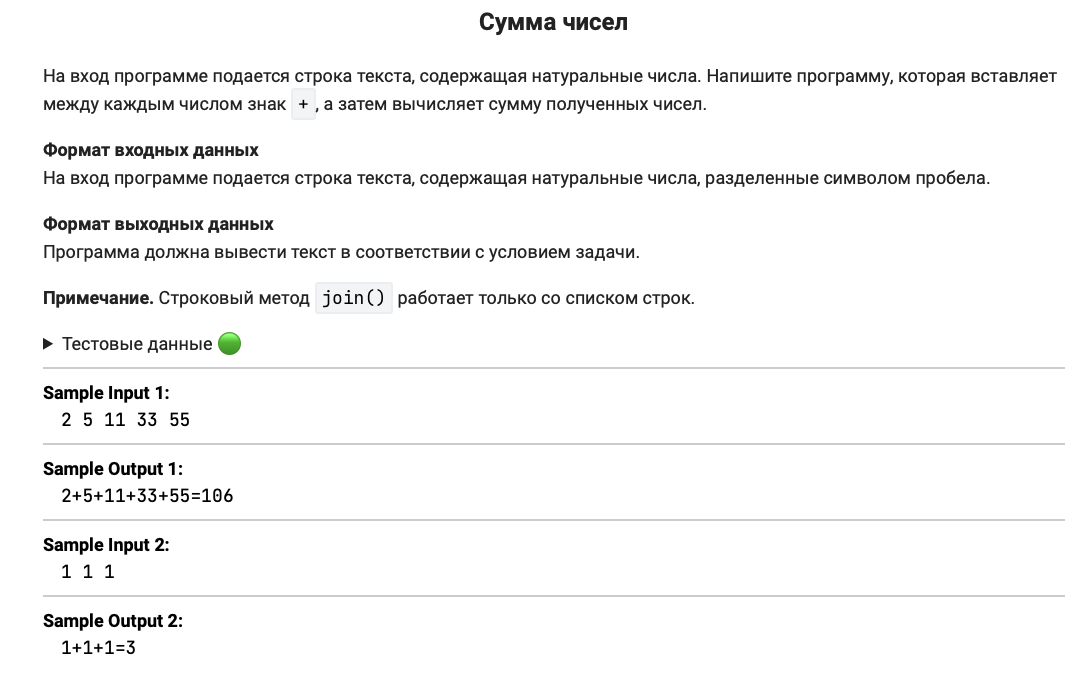 Сумма чисел
На вход программе подается строка текста, содержащая натуральные числа. Напишите программу, которая вставляет
между каждым числом знак +, а затем вычисляет сумму полученных чисел.
Формат входных данных
На вход программе подается строка текста, содержащая натуральные числа, разделенные символом пробела.
Формат выходных данных
Программа должна вывести текст в соответствии с условием задачи.
Примечание. Строковый метод join() работает только со списком строк.
Тестовые данные
Sample Input 1:
2 5 11 33 55
Sample Output 1:
2+5+11+33+55=106
Sample Input 2:
1 1 1
Sample Output 2:
1+1+1=3